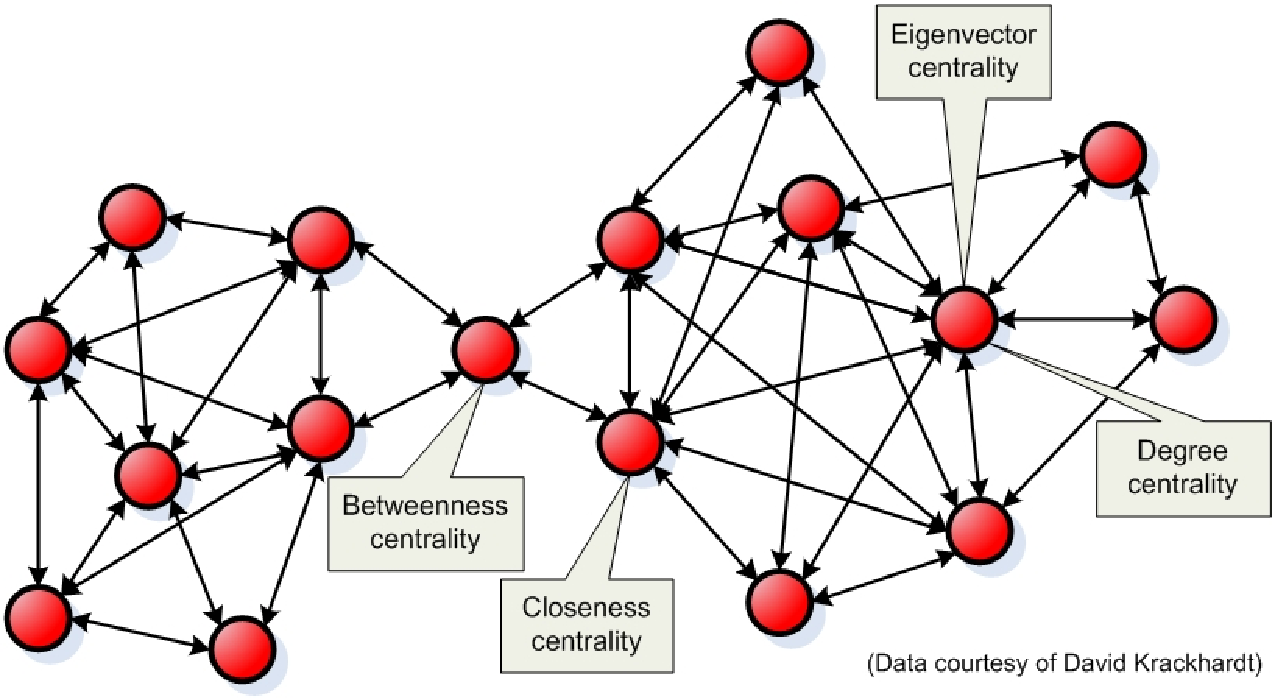 Eigenvector
centrality
Betweenness
centrality
Degree
centrality
Closeness
centrality
(Data courtesy of David Krackhardt)